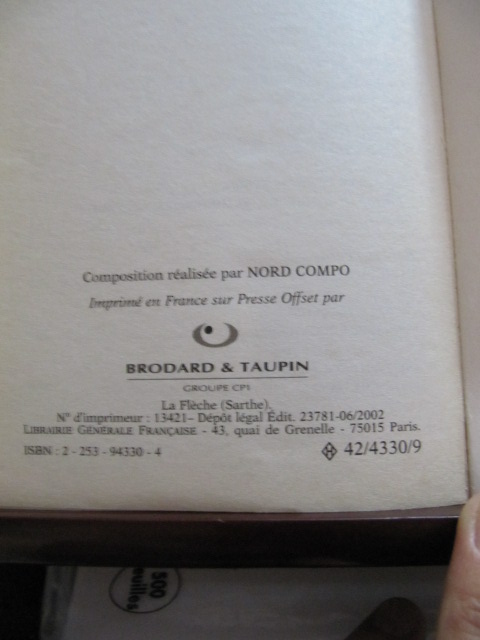 Composition réalisée par NORD COMPO
Imprimé en France sur Presse Offset par
BRODARD & TAUPIN
GROUPE CPI
La Flèche (Sarthe).
N° d'imprimeur : 13421– Dépôt légal Édit. 23781-06/2002
LIBRAIRIE GÉNÉRALE FRANÇAISE - 43, quai de Grenelle - 75015 Paris.
ISBN : 2 - 253 - 94330 - 4
42/4330/9
500